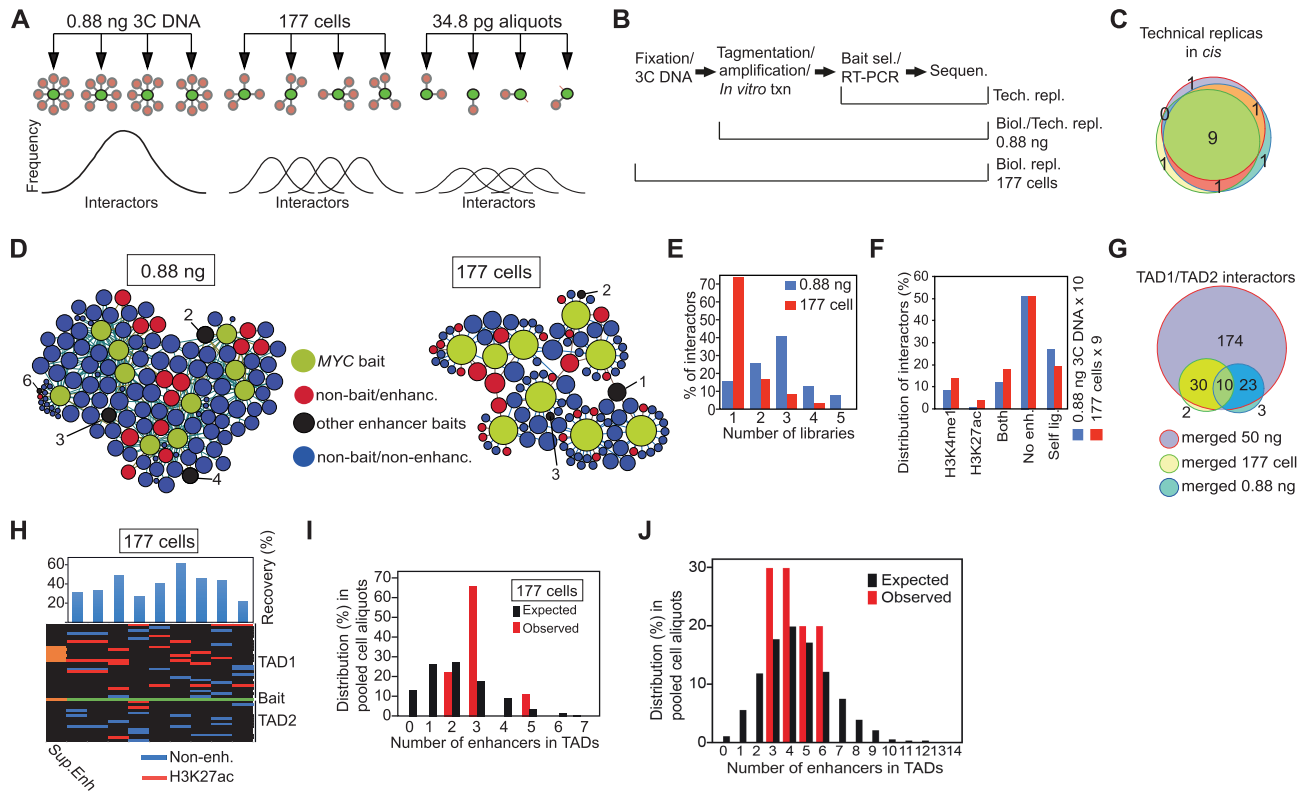 A
0.88 ng 3C DNA
177 cells
34.8 pg aliquots
Frequency
Interactors
Interactors
Interactors
B
Fixation/
3C DNA
Tagmentation/
amplification/
In vitro txn
Bait sel./
RT-PCR
Sequen.
Tech. repl.
Biol./Tech. repl.
0.88 ng
Biol. repl.
177 cells
C
Technical replicas
in cis
1
0
1
9
1
1
1
D
0.88 ng
2
6
3
4
MYC bait
non-bait/enhanc.
other enhancer baits
non-bait/non-enhanc.
177 cells
2
1
3
E
% of interactors
70
60
50
40
30
20
10
0
0.88 ng
177 cell
1 2 3 4 5
Number of libraries
F
Distribution of interactors (%)
60
50
40
30
20
10
0
H3K4me1
H3K27ac
Both
No enh.
Self lig.
0.88 ng 3C DNA x 10
177 cells x 9
G
TAD1/TAD2 interactors
174
30 10 23
2 3
merged 50 ng
merged 177 cell
merged 0.88 ng
H
177 cells
60
40
20
Recovery (%)
TAD1
Bait
TAD2
Sup.Enh
Non-enh.
H3K27ac
I
Distribution (%) in
pooled cell aliquots
70
60
50
40
30
20
10
0
177 cells
Expected
Observed
0 1 2 3 4 5 6 7
Number of enhancers in TADs
J
Distribution (%) in
pooled cell aliquots
30
20
10
0
Expected
Observed
0 1 2 3 4 5 6 7 8 9 10 11 12 13 14
Number of enhancers in TADs